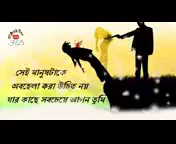 সেই মানুষটাকে
অবহেলা করা উচিত নয়
যার কাছে সবচেয়ে আপন তুমি